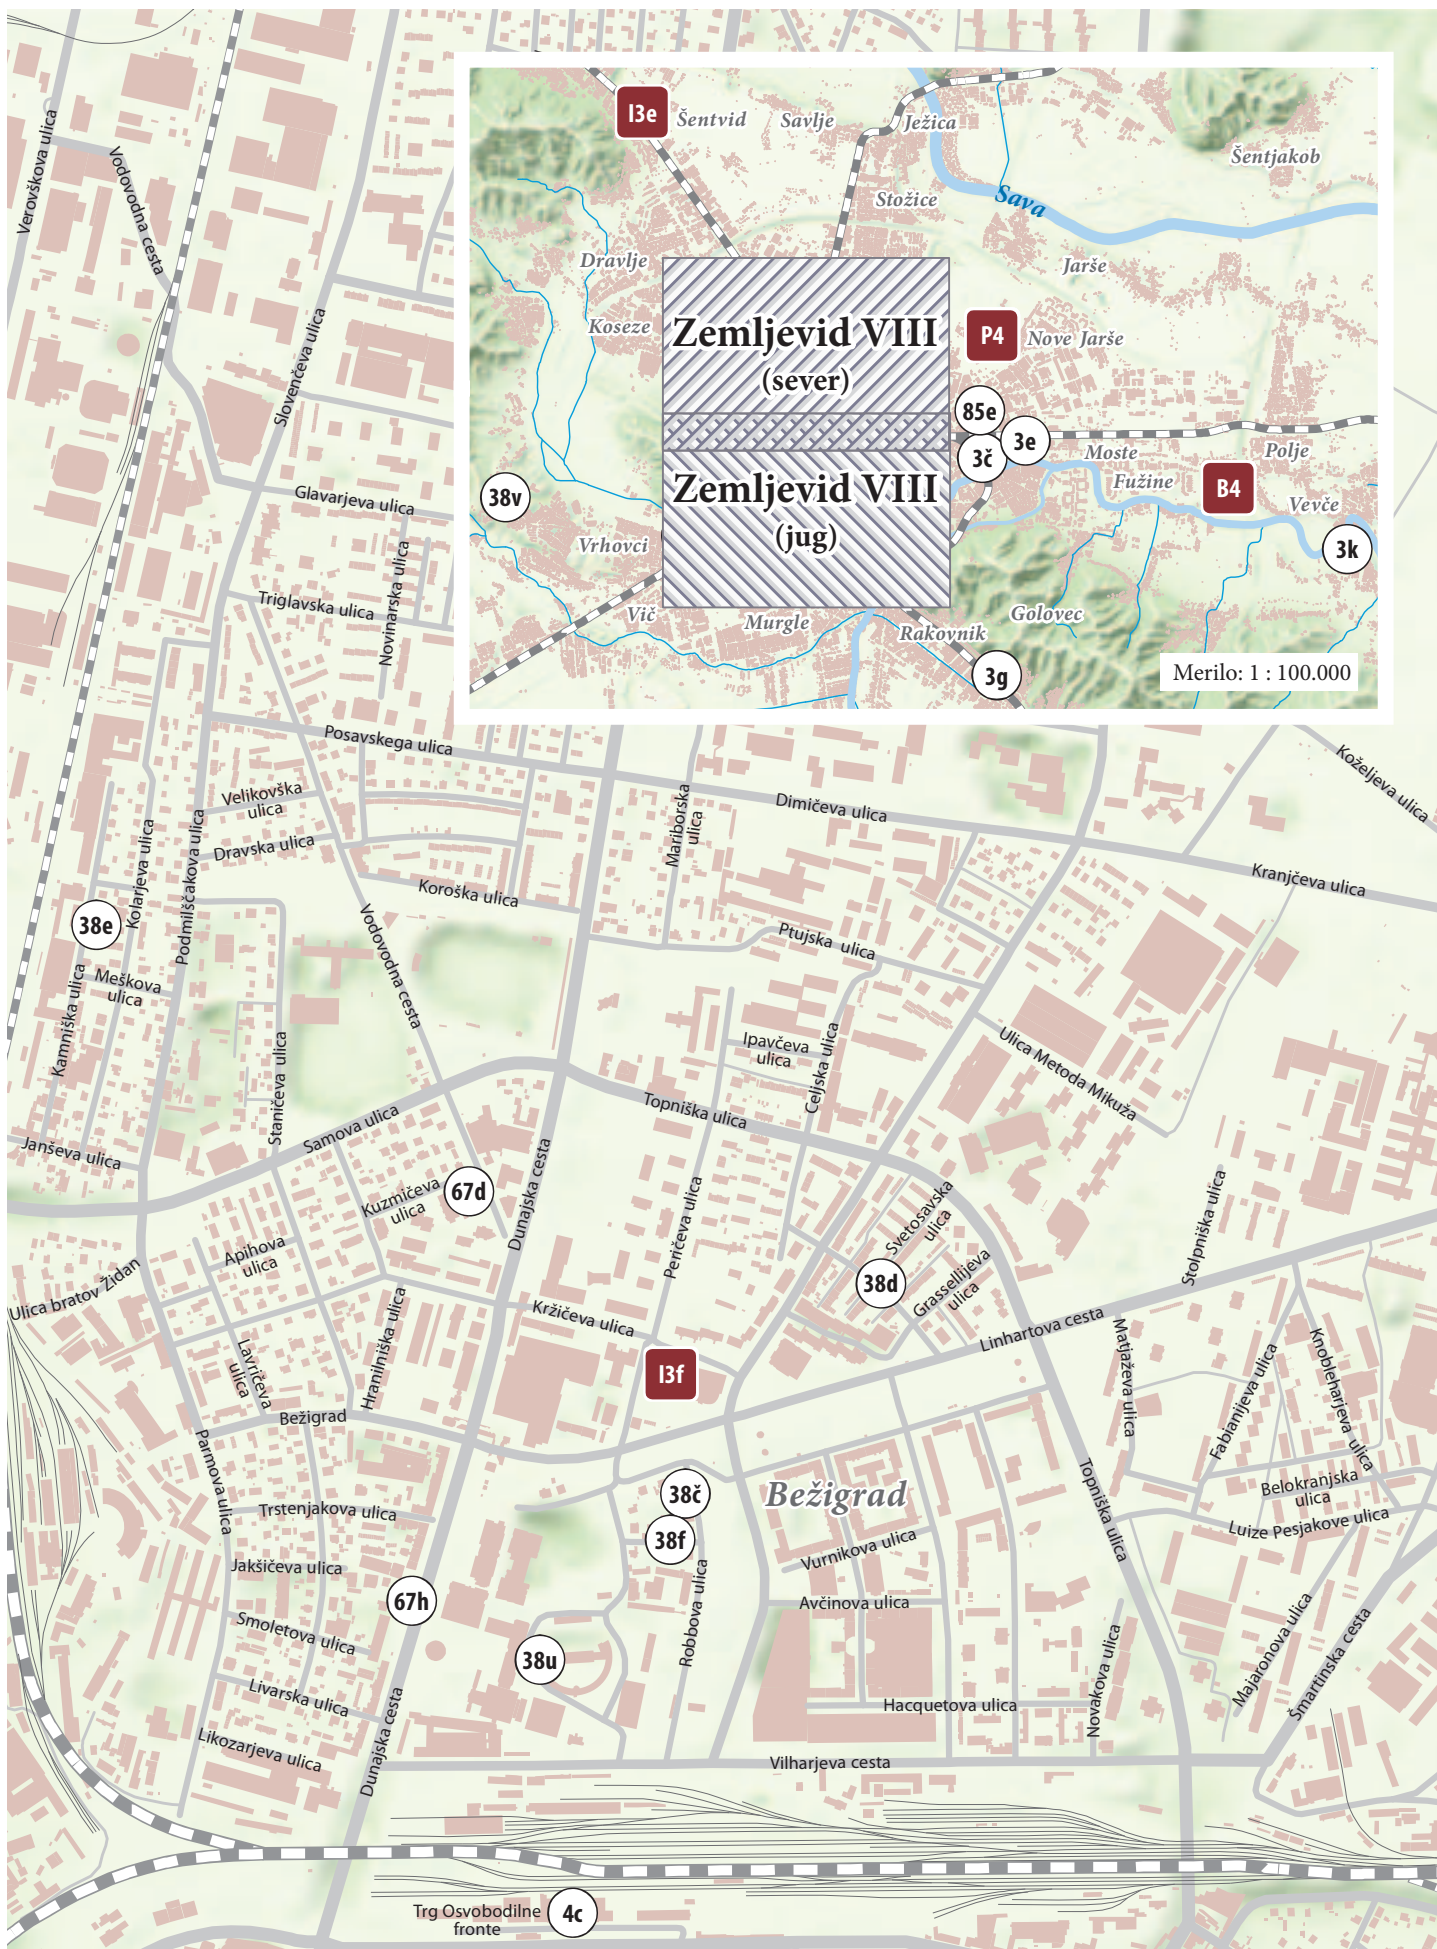 I3e
Šentvid
Savlje
Ježica
Šentjakob
Stožice
Sava
Dravlje
Jarše
Koseze
Zemljevid VIII
(sever)
P4
Nove Jarše
85e
3e
3č
Moste
Polje
Fužine
B4
Vevče
38v
Zemljevid VIII
(jug)
Vrhovci
3k
Vič
Murgle
Rakovnik
Golovec
3g
Merilo: 1 : 100.000
Verovškova ulica
Vodovodna cesta
Slovenčeva ulica
Glavarjeva ulica
Novinarska ulica
Triglavska ulica
Posavskega ulica
Velikovška
ulica
Dravska ulica
Koroška ulica
Mariborska
ulica
Dimičeva ulica
Koželjeva ulica
Kranjčeva ulica
Kolarjeva ulica
Podmilščakova ulica
38e
Meškova
ulica
Kamniška ulica
Vodovodna cesta
Ptujska ulica
Ipavčeva
ulica
Celjska ulica
Ulica Metoda Mikuža
Staničeva ulica
Janševa ulica
Samova ulica
Topniška ulica
Kuzmičeva
ulica
67d
Dunajska cesta
Peričeva ulica
Svetosavska
ulica
Stolpniška ulica
Apihova
ulica
38d
Grassellijeva
ulica
Ulica bratov Židan
Hranilniška ulica
Kržičeva ulica
Linhartova cesta
Lavričeva
ulica
I3f
Matjaževa ulica
Fabianijeva ulica
Knobleharjeva ulica
Bežigrad
Parmova ulica
Topniška ulica
38č
Bežigrad
Belokranjska
ulica
Trstenjakova ulica
38f
Vurnikova ulica
Luize Pesjakove ulica
Jakšičeva ulica
67h
Robbova ulica
Avčinova ulica
Smoletova ulica
38u
Novakova ulica
Majaronova ulica
Šmartinska cesta
Livarska ulica
Hacquetova ulica
Likozarjeva ulica
Dunajska cesta
Vilharjeva cesta
Trg Osvobodilne
fronte
4c